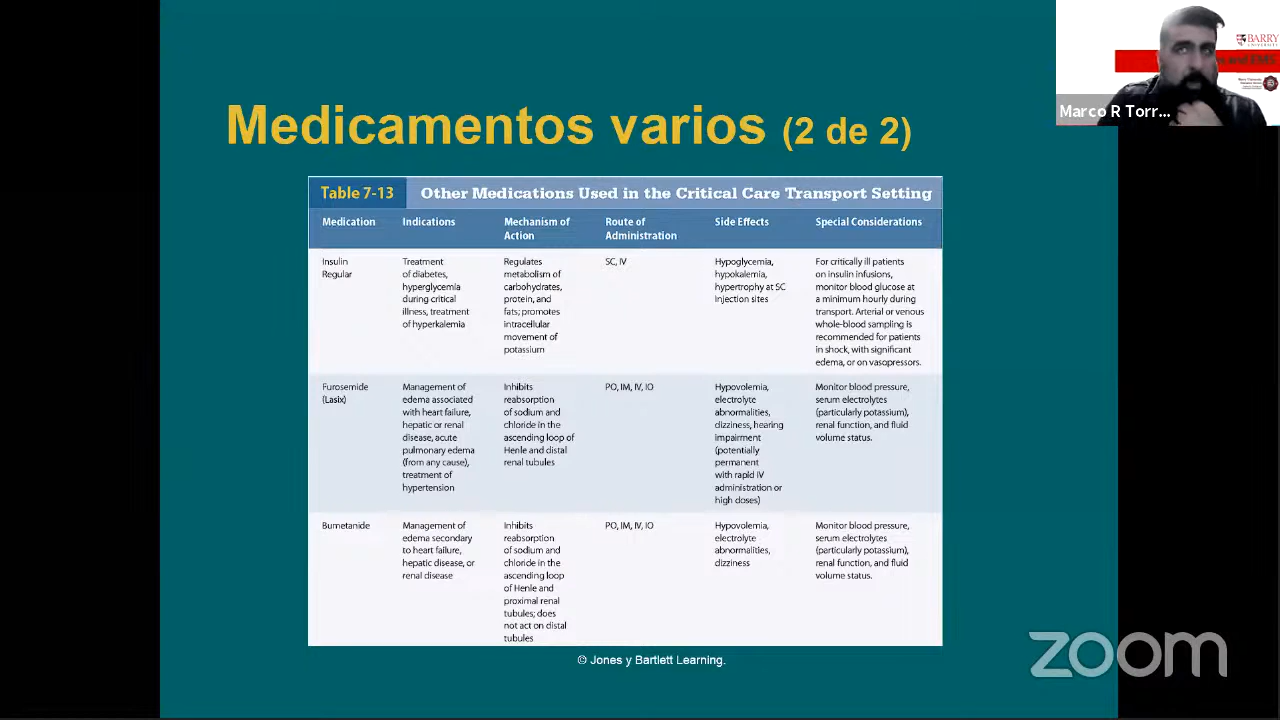 BARRY
UNIVERSITY
and EMS
Marco R Torr...
Medicamentos varios (2 de 2)
Table 7-13 Other Medications Used in the Critical Care Transport Setting
Medication Indications Mechanism of Route of Side Effects Special Considerations
Action Administration
Insulin Treatment Regulates SC, IV Hypoglycemia, For critically ill patients
Regular of diabetes, metabolism of hypokalemia, on insulin infusions,
hyperglycemia carbohydrates, hypertrophy at SC monitor blood glucose at
during critical protein, and injection sites a minimum hourly during
illness, treatment fats; promotes transport. Arterial or venous
of hyperkalemia intracellular whole-blood sampling is
movement of recommended for patients
potassium in shock, with significant
edema, or on vasopressors.
Furosemide Management of Inhibits PO, IM, IV, IO Hypovolemia, Monitor blood pressure,
(Lasix) edema associated reabsorption electrolyte serum electrolytes
with heart failure, of sodium and abnormalities, (particularly potassium),
hepatic or renal chloride in the dizziness, hearing renal function, and fluid
disease, acute ascending loop of impairment volume status.
pulmonary edema Henle and distal (potentially
(from any cause), renal tubules permanent
treatment of with rapid IV
hypertension administration or
high doses)
Bumetanide Management of Inhibits PO, IM, IV, IO Hypovolemia, Monitor blood pressure,
edema secondary reabsorption electrolyte serum electrolytes
to heart failure, of sodium and abnormalities, (particularly potassium),
hepatic disease, or chloride in the dizziness renal function, and fluid
renal disease ascending loop volume status.
of Henle and
proximal renal
tubules; does
not act on distal
tubules
© Jones y Bartlett Learning.
zoom